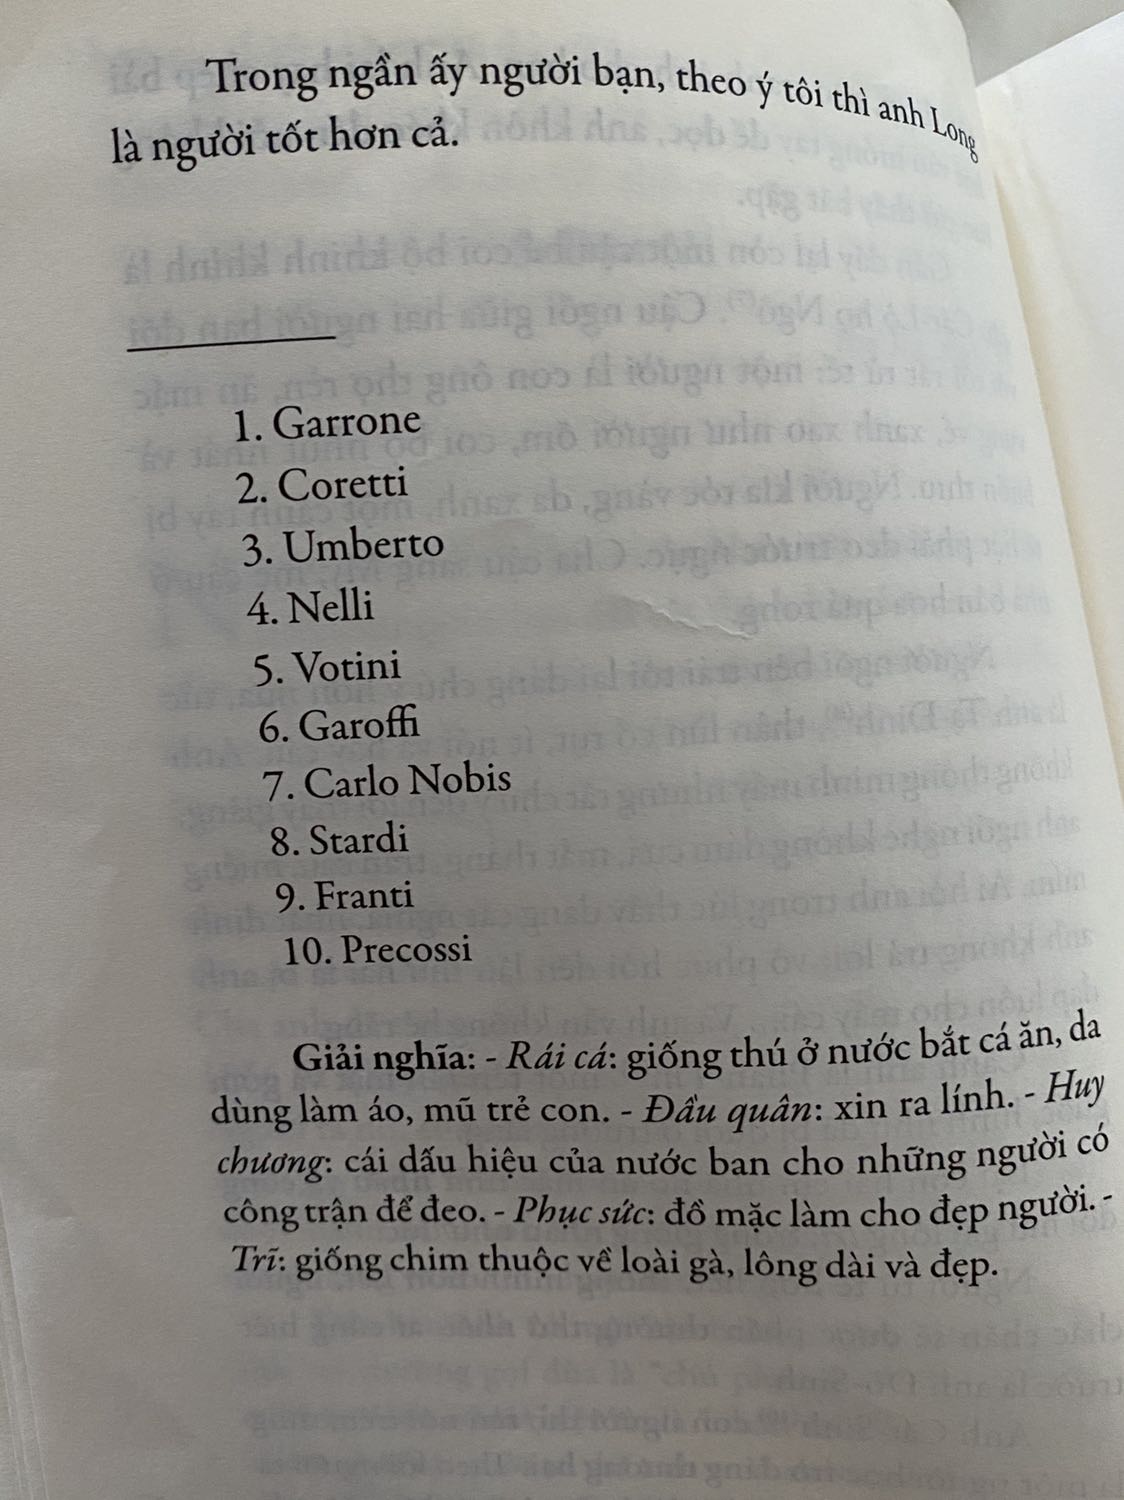 Trong ngần ấy người bạn, theo ý tôi thì anh Long
là người tốt hơn cả.
1. Garrone
2. Coretti
3. Umberto
4. Nelli
5. Votini
6. Garoffi
7. Carlo Nobis
8. Stardi
9. Franti
10. Precossi
Giải nghĩa: - Rái cá: giống thú ở nước bắt cá ăn, da
dùng làm áo, mũ trẻ con. - Đầu quân: xin ra lính. - Huy
chương: cái dấu hiệu của nước ban cho những người có
công trận để đeo. - Phục sức: đồ mặc làm cho đẹp người. -
Trĩ: giống chim thuộc về loài gà, lông dài và đẹp.